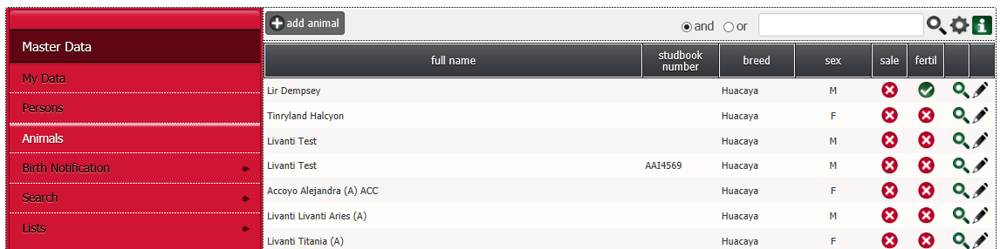 add animal
and or
Master Data
My Data
Persons
Animals
Birth Notification
Search
Lists
full name studbook number breed sex sale fertil
Lir Dempsey Huacaya M
Tinryland Halcyon Huacaya F
Livanti Test Huacaya M
Livanti Test AAI4569 Huacaya M
Accoyo Alejandra (A) ACC Huacaya F
Livanti Livanti Aries (A) Huacaya M
Livanti Titania (A) Huacaya F